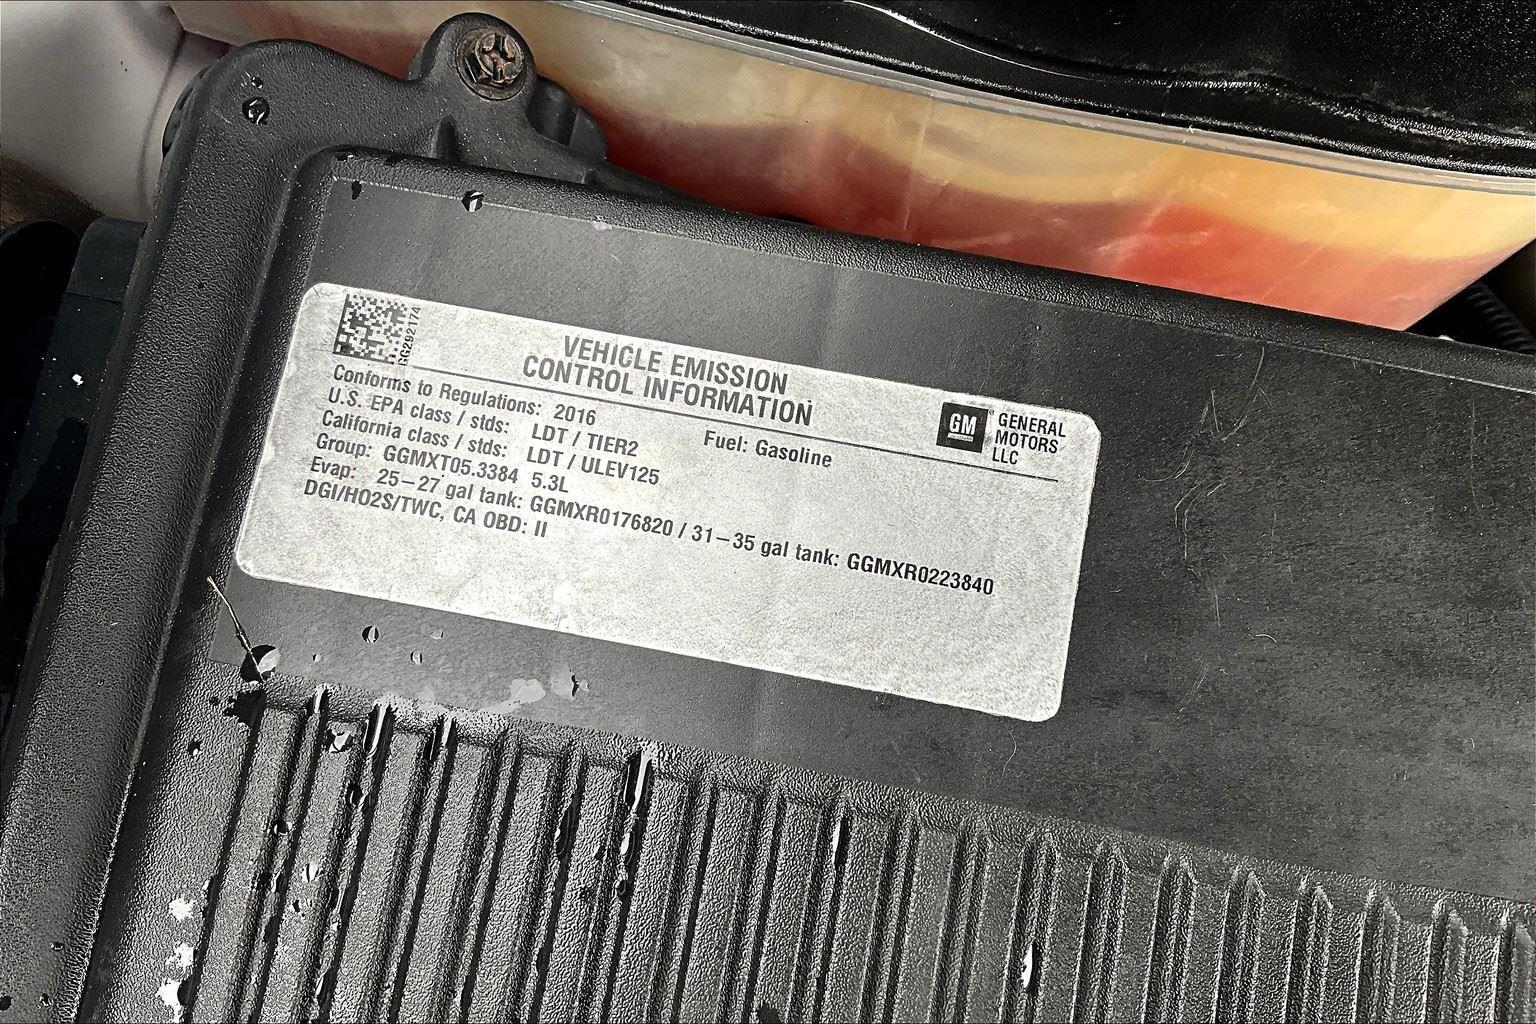 GG292174
VEHICLE EMISSION
CONTROL INFORMATION
GM
GENERAL
MOTORS
LLC
Conforms to Regulations: 2016
U.S. EPA class / stds: LDT / TIER2 Fuel: Gasoline
California class / stds: LDT / ULEV125
Group: GGMXT05.3384 5.3L
Evap: 25–27 gal tank: GGMXR0176820 / 31–35 gal tank: GGMXR0223840
DGI/HO2S/TWC, CA OBD: II